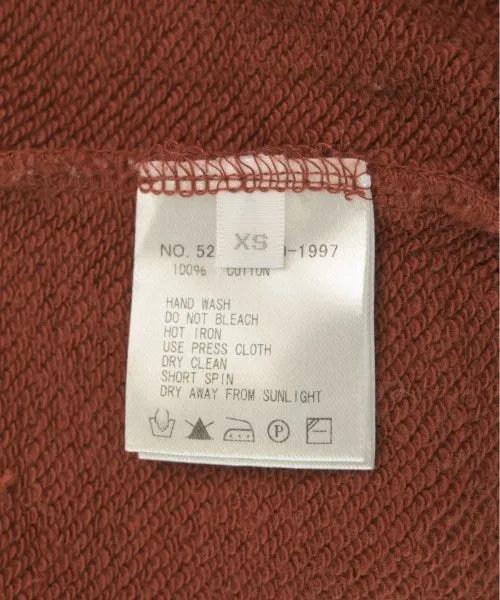 XS
NO. 52 0-1997
100% COTTON
HAND WASH
DO NOT BLEACH
HOT IRON
USE PRESS CLOTH
DRY CLEAN
SHORT SPIN
DRY AWAY FROM SUNLIGHT
P